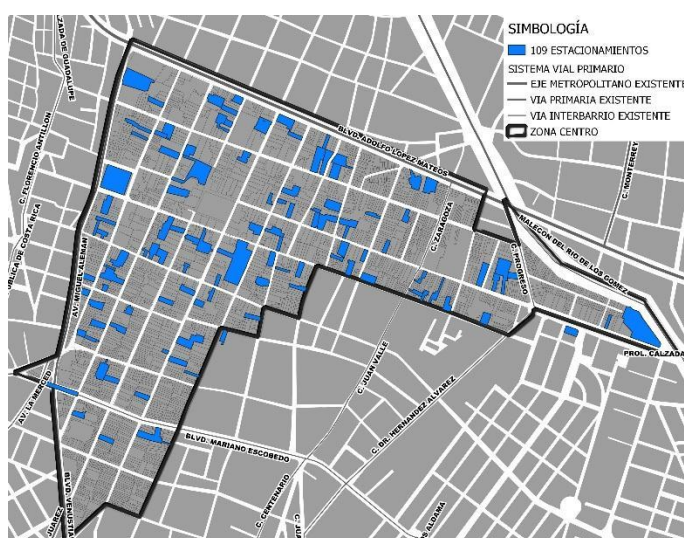 SIMBOLOGÍA
109 ESTACIONAMIENTOS
SISTEMA VIAL PRIMARIO
EJE METROPOLITANO EXISTENTE
VIA PRIMARIA EXISTENTE
VIA INTERBARRIO EXISTENTE
ZONA CENTRO
ZADA DE GUADALUPE
C. FLORENCIO ANTILLON
PUBLICA DE COSTA RICA
AV. MIGUEL ALEMAN
BLVD. ADOLFO LOPEZ MATEOS
C. MONTERREY
C. ZARAGOZA
C. PROGRESO
MALECON DEL RIO DE LOS GOMEZ
PROL. CALZADA
C. JUAN VALLE
C. DR. HERNANDEZ ALVAREZ
AV. LA MERCED
BLVD. MARIANO ESCOBEDO
C. CENTENARIO
C. JUA
OS ALDAMA
JUAREZ
BLVD. VENUSTIA